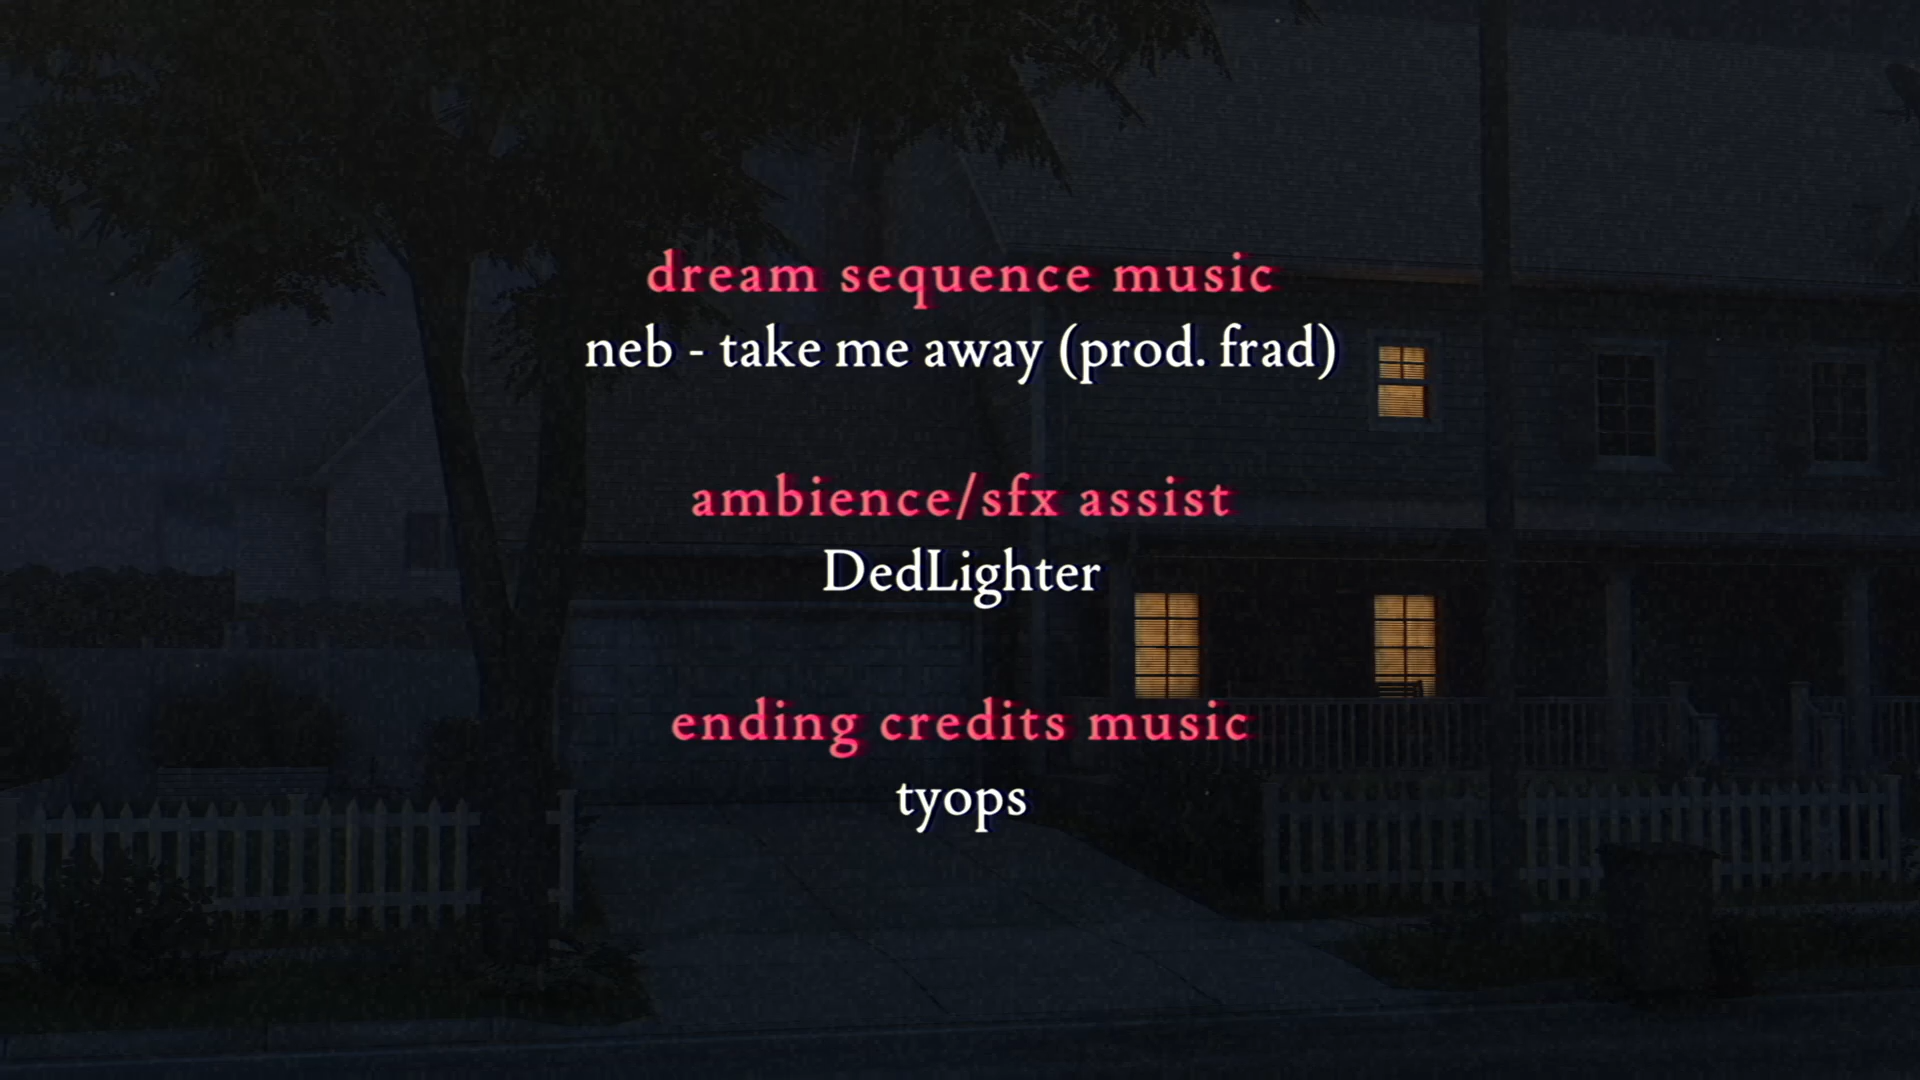 dream sequence music
neb - take me away (prod. frad)
ambience/sfx assist
DedLighter
ending credits music
tyops